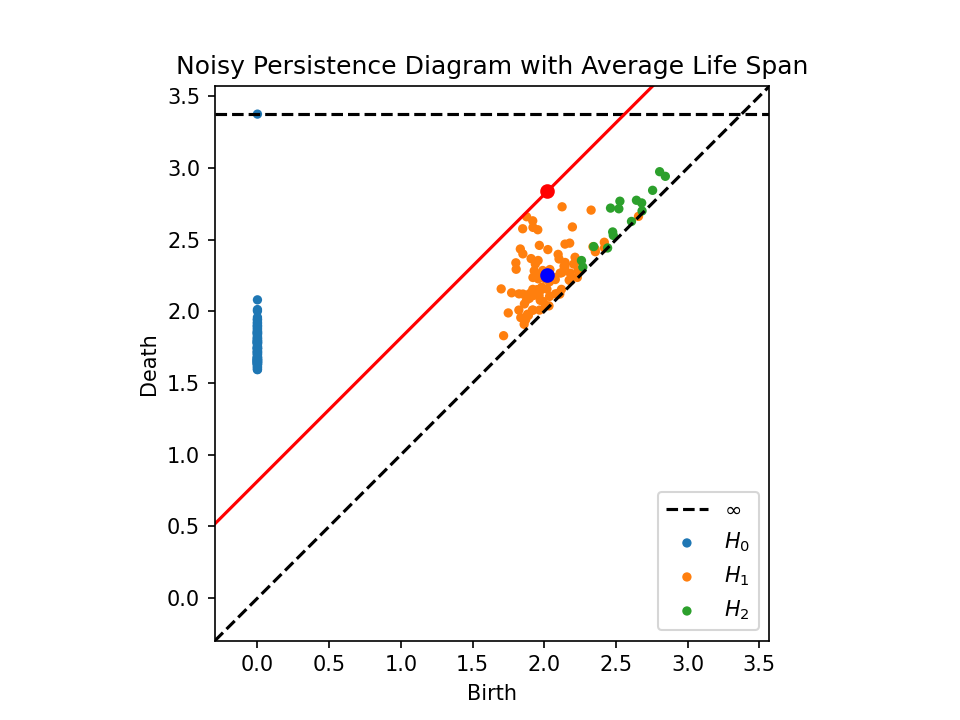 Noisy Persistence Diagram with Average Life Span
3.5
3.0
2.5
2.0
1.5
1.0
0.5
0.0
Death
0.0 0.5 1.0 1.5 2.0 2.5 3.0 3.5
Birth
∞
H₀
H₁
H₂